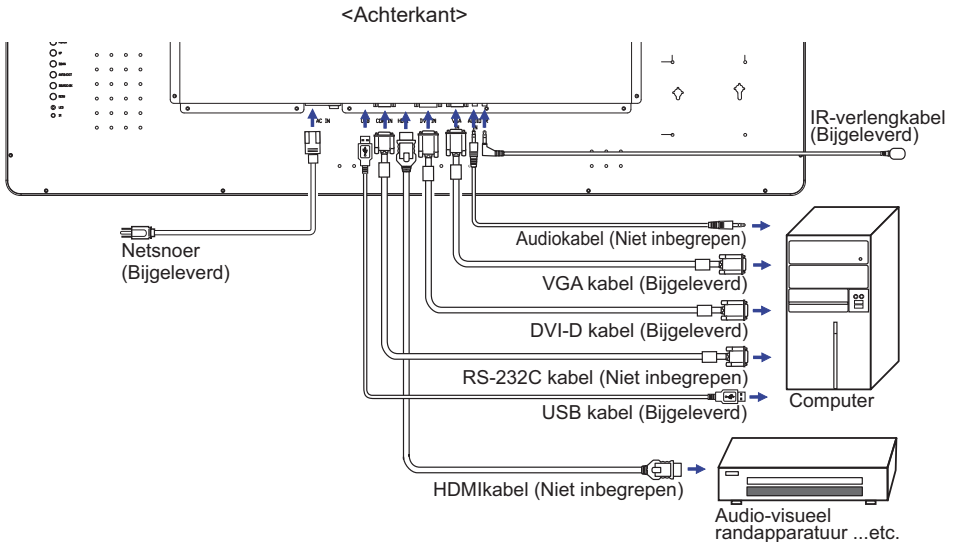 <Achterkant>
AC IN
IR-verlengkabel
(Bijgeleverd)
Netsnoer
(Bijgeleverd)
Audiokabel (Niet inbegrepen)
VGA kabel (Bijgeleverd)
DVI-D kabel (Bijgeleverd)
RS-232C kabel (Niet inbegrepen)
USB kabel (Bijgeleverd)
Computer
HDMIkabel (Niet inbegrepen)
Audio-visueel
randapparatuur ...etc.